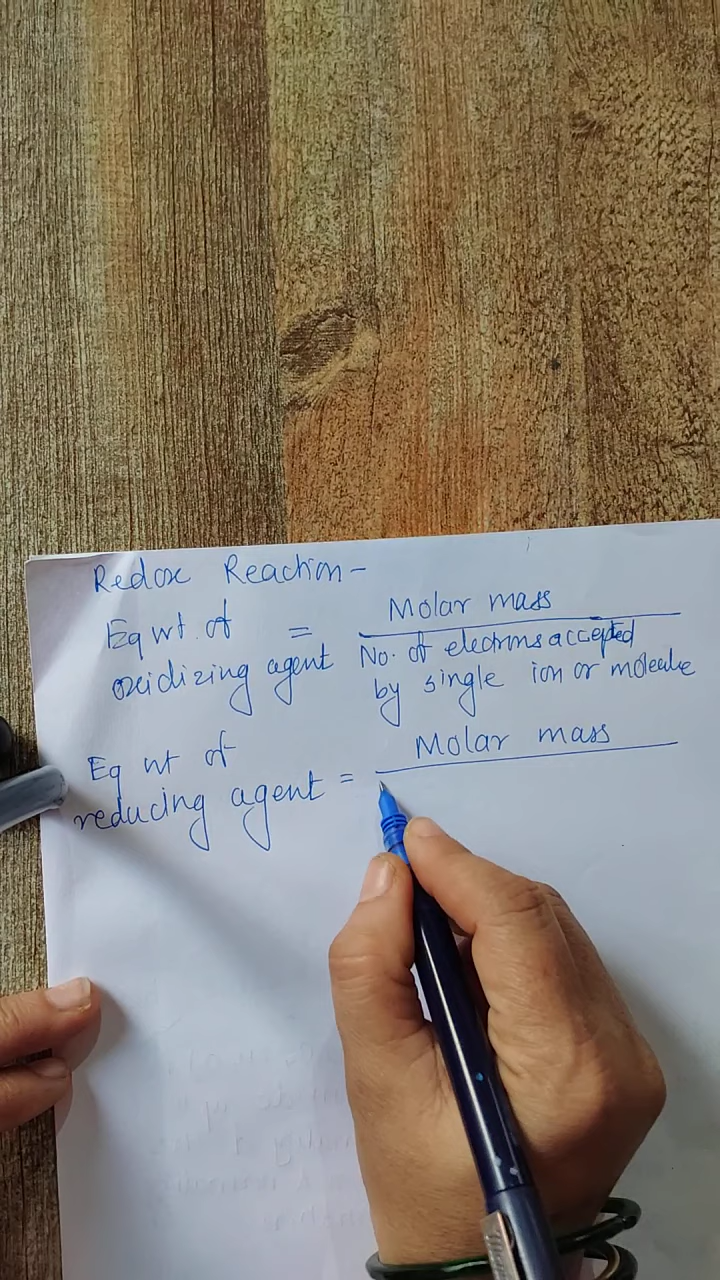 Redox Reaction-
Eq wt. of
oxidizing agent
=
Molar mass
No. of electrons accepted
by single ion or molecule
Eq wt of
reducing agent =
Molar mass